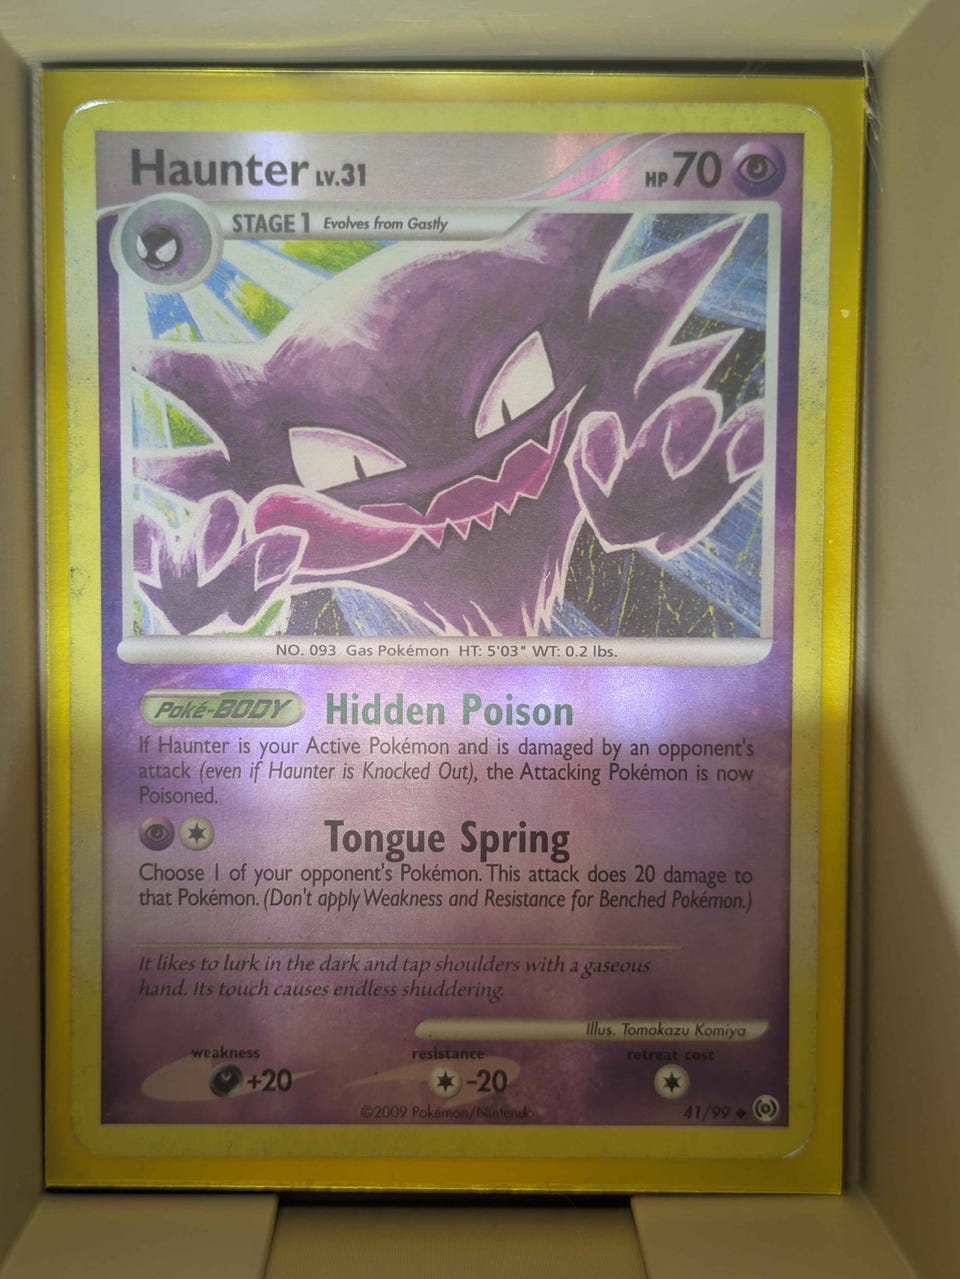 Haunter LV.31 HP 70
STAGE 1 Evolves from Gastly
NO. 093 Gas Pokémon HT: 5'03" WT: 0.2 lbs.
Poké-BODY Hidden Poison
If Haunter is your Active Pokémon and is damaged by an opponent's
attack (even if Haunter is Knocked Out), the Attacking Pokémon is now
Poisoned.
Tongue Spring
Choose 1 of your opponent's Pokémon. This attack does 20 damage to
that Pokémon. (Don't apply Weakness and Resistance for Benched Pokémon.)
It likes to lurk in the dark and tap shoulders with a gaseous
hand. Its touch causes endless shuddering.
Illus. Tomokazu Komiya
weakness resistance retreat cost
+20 -20
©2009 Pokémon/Nintendo 41/99